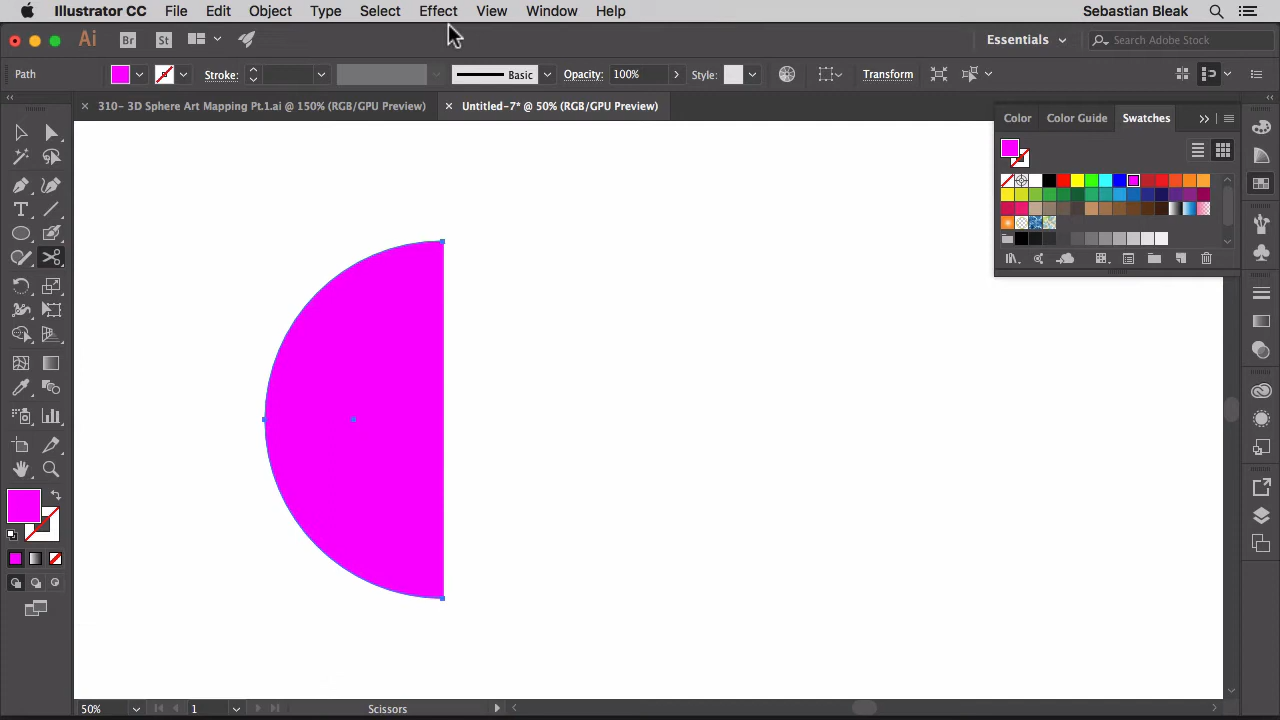 Illustrator CC File Edit Object Type Select Effect View Window Help Sebastian Bleak
Ai Br St Essentials Search Adobe Stock
Path Stroke: Basic Opacity: 100% Style: Transform
310- 3D Sphere Art Mapping Pt.1.ai @ 150% (RGB/GPU Preview) Untitled-7* @ 50% (RGB/GPU Preview)
Color Color Guide Swatches
50% 1 Scissors